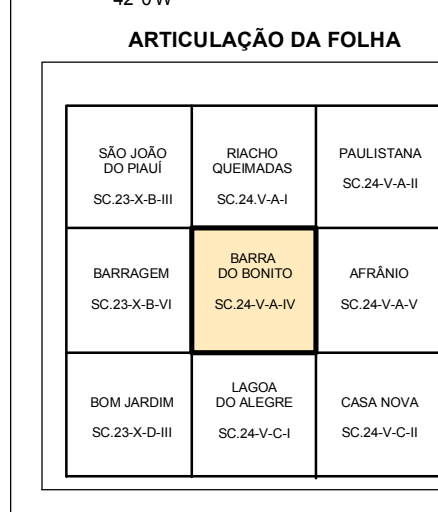 42°0'W
ARTICULAÇÃO DA FOLHA
SÃO JOÃO
DO PIAUÍ
SC.23-X-B-III
RIACHO
QUEIMADAS
SC.24.V-A-I
PAULISTANA
SC.24-V-A-II
BARRAGEM
SC.23-X-B-VI
BARRA
DO BONITO
SC.24-V-A-IV
AFRÂNIO
SC.24-V-A-V
BOM JARDIM
SC.23-X-D-III
LAGOA
DO ALEGRE
SC.24-V-C-I
CASA NOVA
SC.24-V-C-II